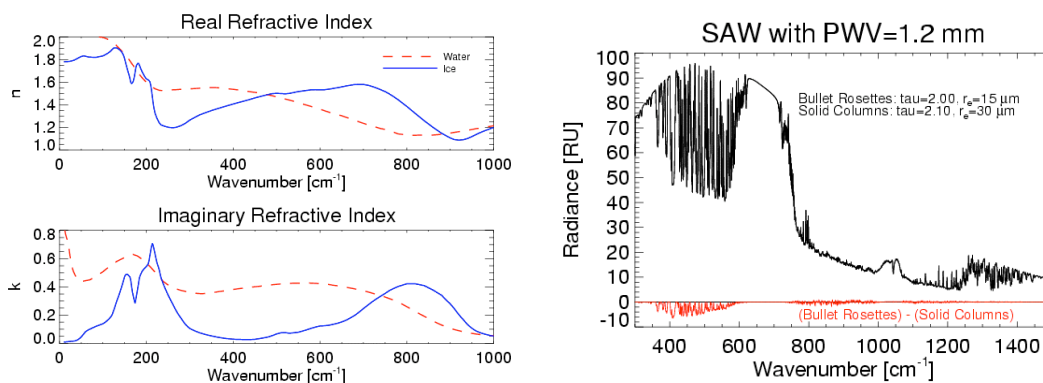 Real Refractive Index
2.0
1.8
1.6
1.4
1.2
1.0
n
Water
Ice
0 200 400 600 800 1000
Wavenumber [cm⁻¹]
Imaginary Refractive Index
0.8
0.6
0.4
0.2
0.0
k
0 200 400 600 800 1000
Wavenumber [cm⁻¹]
SAW with PWV=1.2 mm
100
90
80
70
60
50
40
30
20
10
0
-10
Radiance [RU]
Bullet Rosettes: tau=2.00, r_e=15 μm
Solid Columns: tau=2.10, r_e=30 μm
(Bullet Rosettes) - (Solid Columns)
400 600 800 1000 1200 1400
Wavenumber [cm⁻¹]